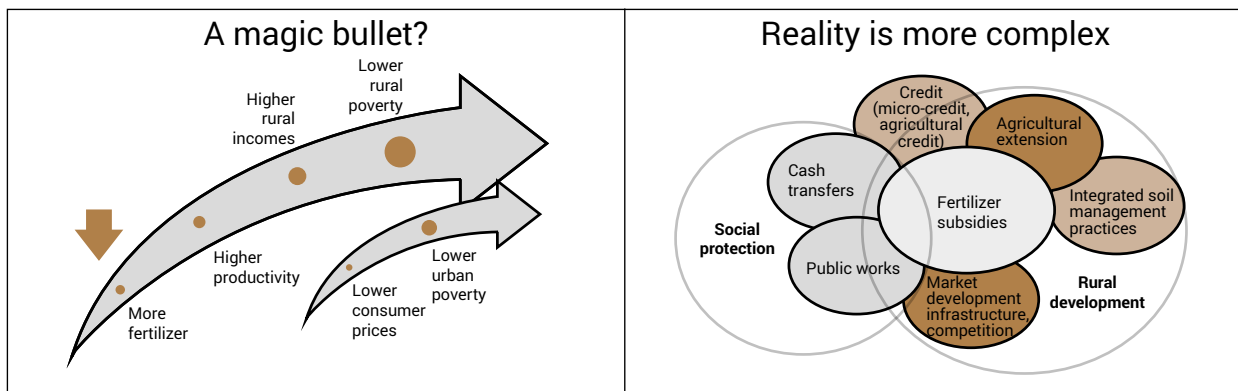 A magic bullet?
Lower
rural
poverty
Higher
rural
incomes
Higher
productivity
More
fertilizer
Lower
urban
poverty
Lower
consumer
prices
Reality is more complex
Credit
(micro-credit,
agricultural
credit)
Agricultural
extension
Cash
transfers
Fertilizer
subsidies
Integrated soil
management
practices
Social
protection
Public works
Market
development
infrastructure,
competition
Rural
development